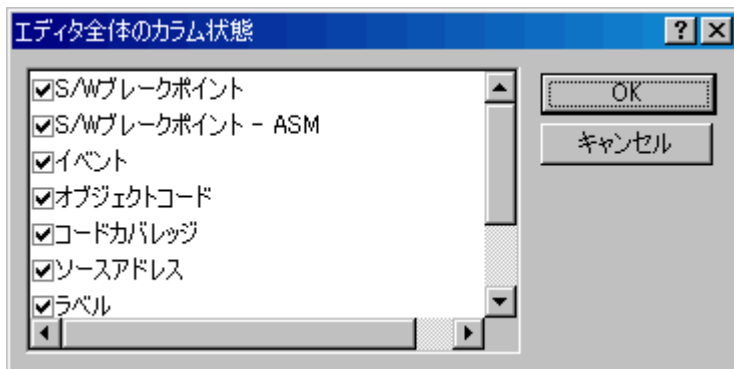 エディタ全体のカラム状態
S/Wブレークポイント
S/Wブレークポイント - ASM
イベント
オブジェクトコード
コードカバレッジ
ソースアドレス
ラベル
OK
キャンセル